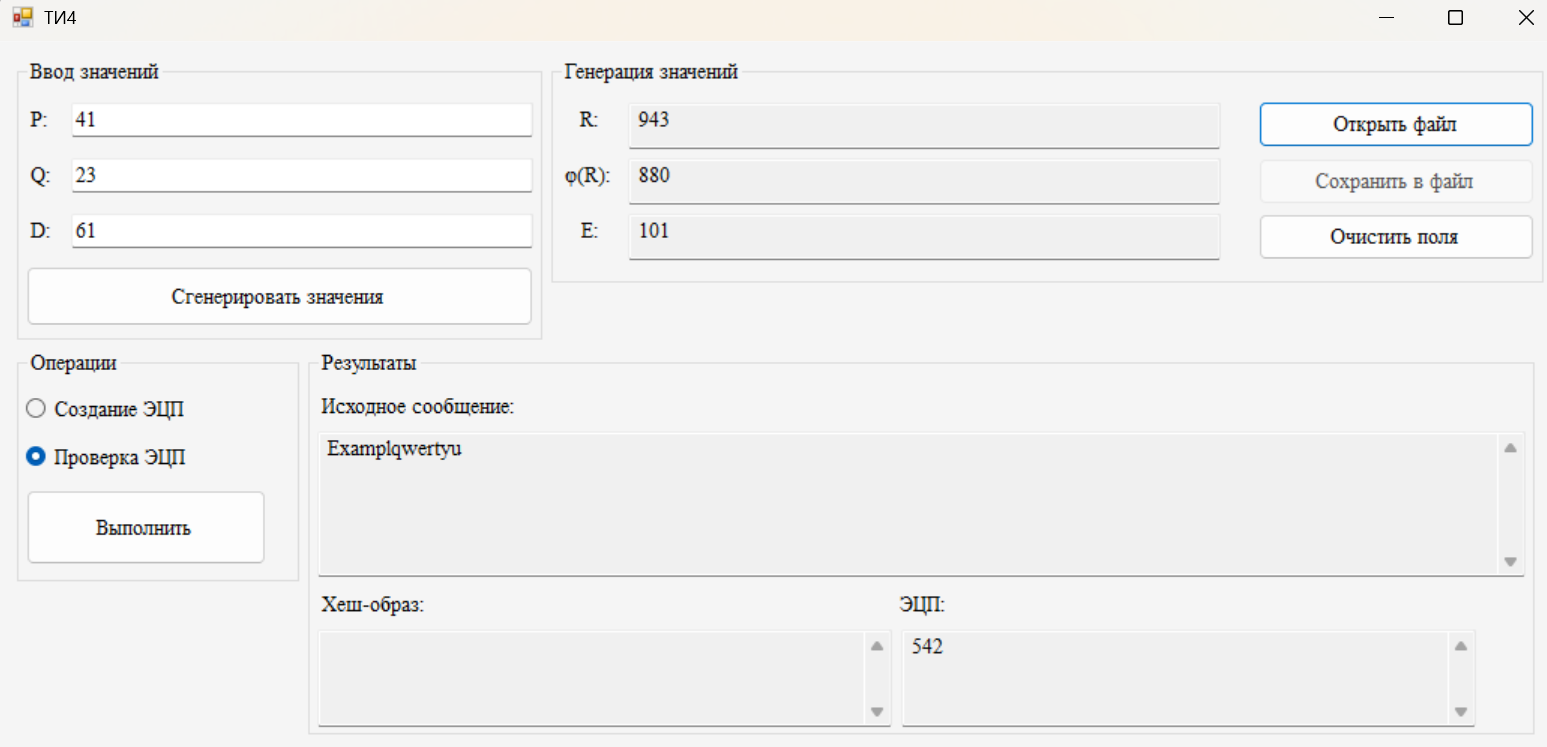 ТИ4
Ввод значений
P: 41
Q: 23
D: 61
Сгенерировать значения
Генерация значений
R: 943
φ(R): 880
E: 101
Открыть файл
Сохранить в файл
Очистить поля
Операции
Создание ЭЦП
Проверка ЭЦП
Выполнить
Результаты
Исходное сообщение:
Examplqwertyu
Хеш-образ:
ЭЦП:
542